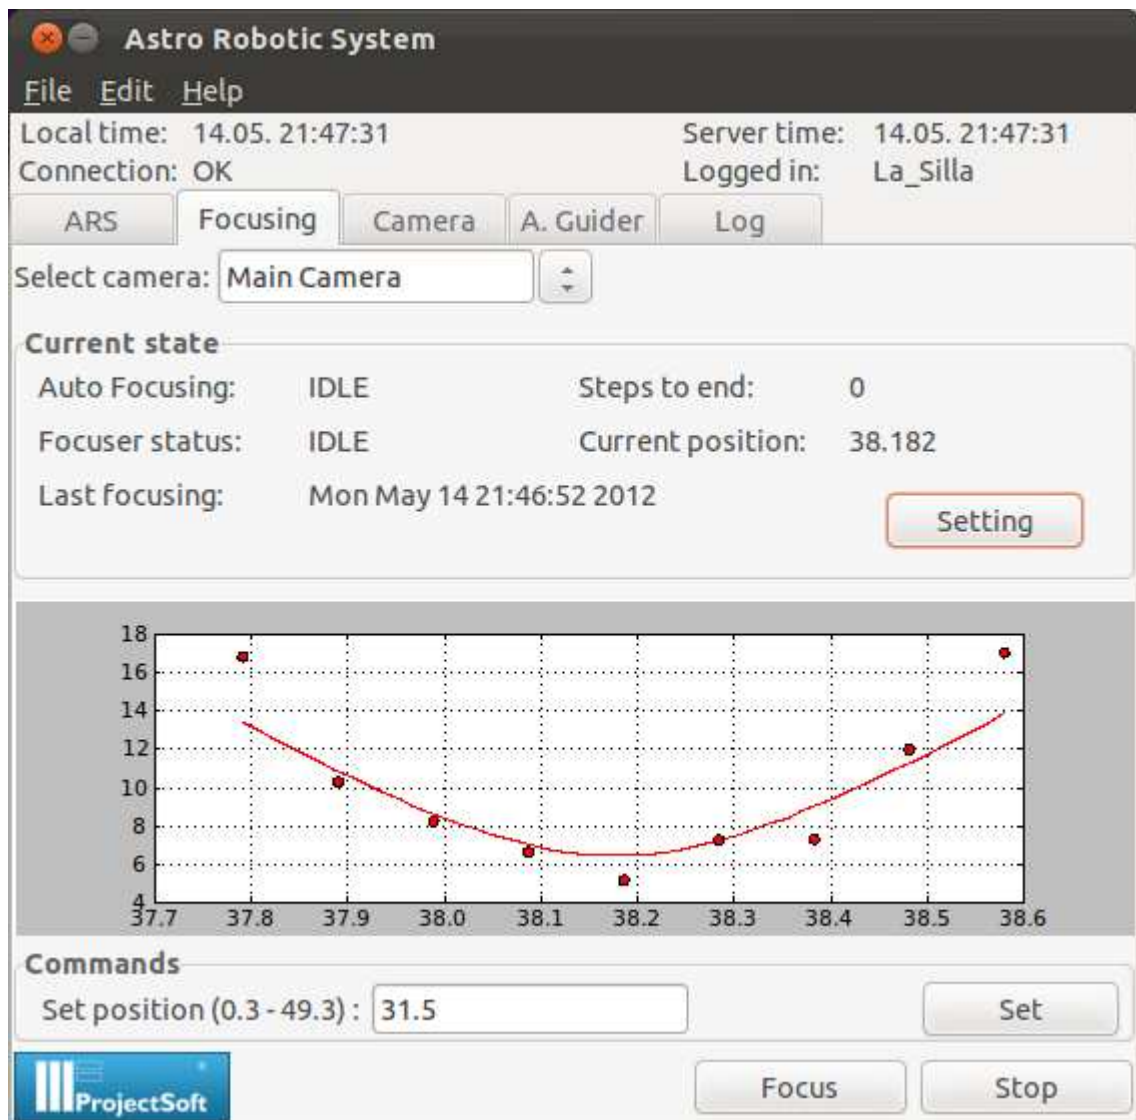 Astro Robotic System
File Edit Help
Local time: 14.05. 21:47:31 Server time: 14.05. 21:47:31
Connection: OK Logged in: La_Silla
ARS Focusing Camera A. Guider Log
Select camera: Main Camera
Current state
Auto Focusing: IDLE Steps to end: 0
Focuser status: IDLE Current position: 38.182
Last focusing: Mon May 14 21:46:52 2012
Setting
18
16
14
12
10
8
6
4
37.7 37.8 37.9 38.0 38.1 38.2 38.3 38.4 38.5 38.6
Commands
Set position (0.3 - 49.3) : 31.5 Set
ProjectSoft Focus Stop